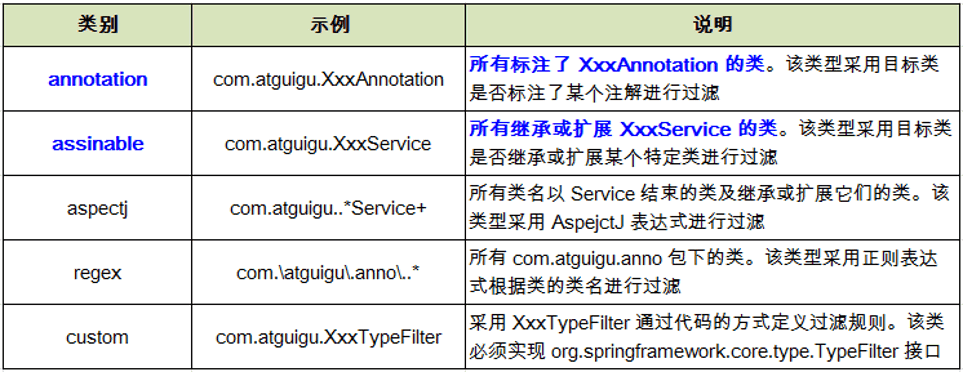 类别 示例 说明
annotation com.atguigu.XxxAnnotation 所有标注了 XxxAnnotation 的类。该类型采用目标类
是否标注了某个注解进行过滤
assinable com.atguigu.XxxService 所有继承或扩展 XxxService 的类。该类型采用目标类
是否继承或扩展某个特定类进行过滤
aspectj com.atguigu..*Service+ 所有类名以 Service 结束的类及继承或扩展它们的类。该
类型采用 AspejctJ 表达式进行过滤
regex com.\atguigu\.anno\..* 所有 com.atguigu.anno 包下的类。该类型采用正则表达
式根据类的类名进行过滤
custom com.atguigu.XxxTypeFilter 采用 XxxTypeFilter 通过代码的方式定义过滤规则。该类
必须实现 org.springframework.core.type.TypeFilter 接口